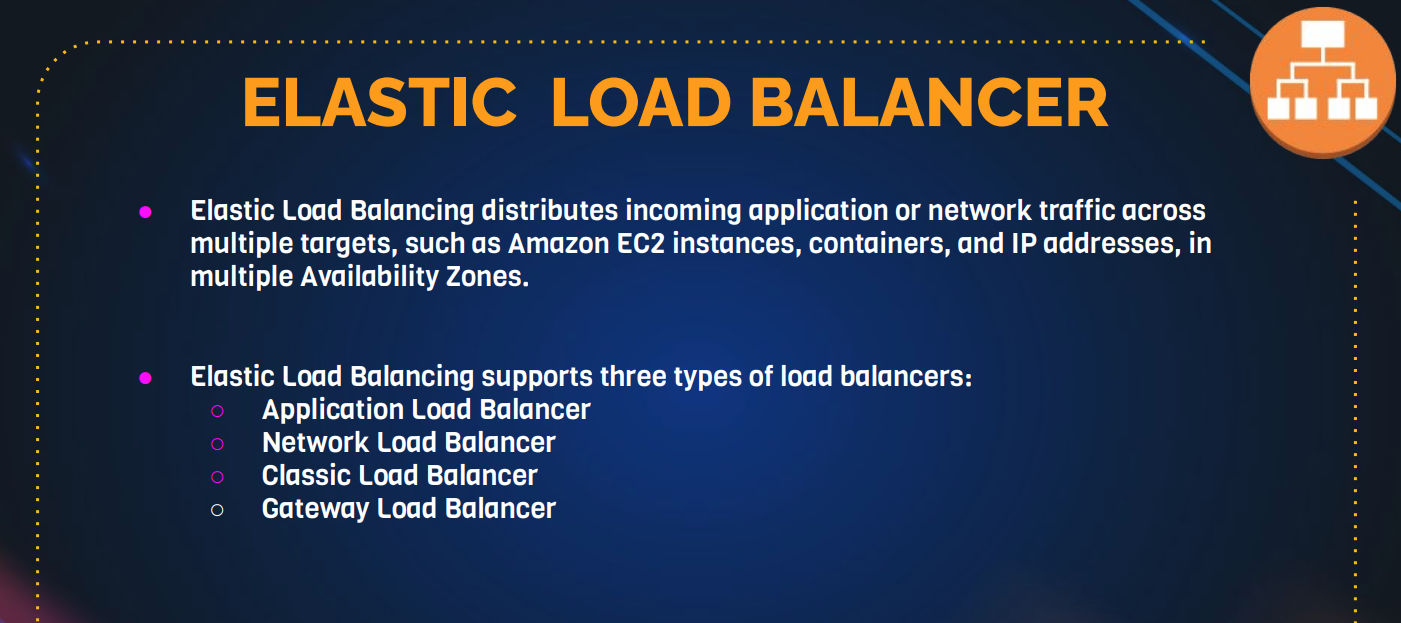 ELASTIC LOAD BALANCER
● Elastic Load Balancing distributes incoming application or network traffic across
multiple targets, such as Amazon EC2 instances, containers, and IP addresses, in
multiple Availability Zones.
● Elastic Load Balancing supports three types of load balancers:
○ Application Load Balancer
○ Network Load Balancer
○ Classic Load Balancer
○ Gateway Load Balancer